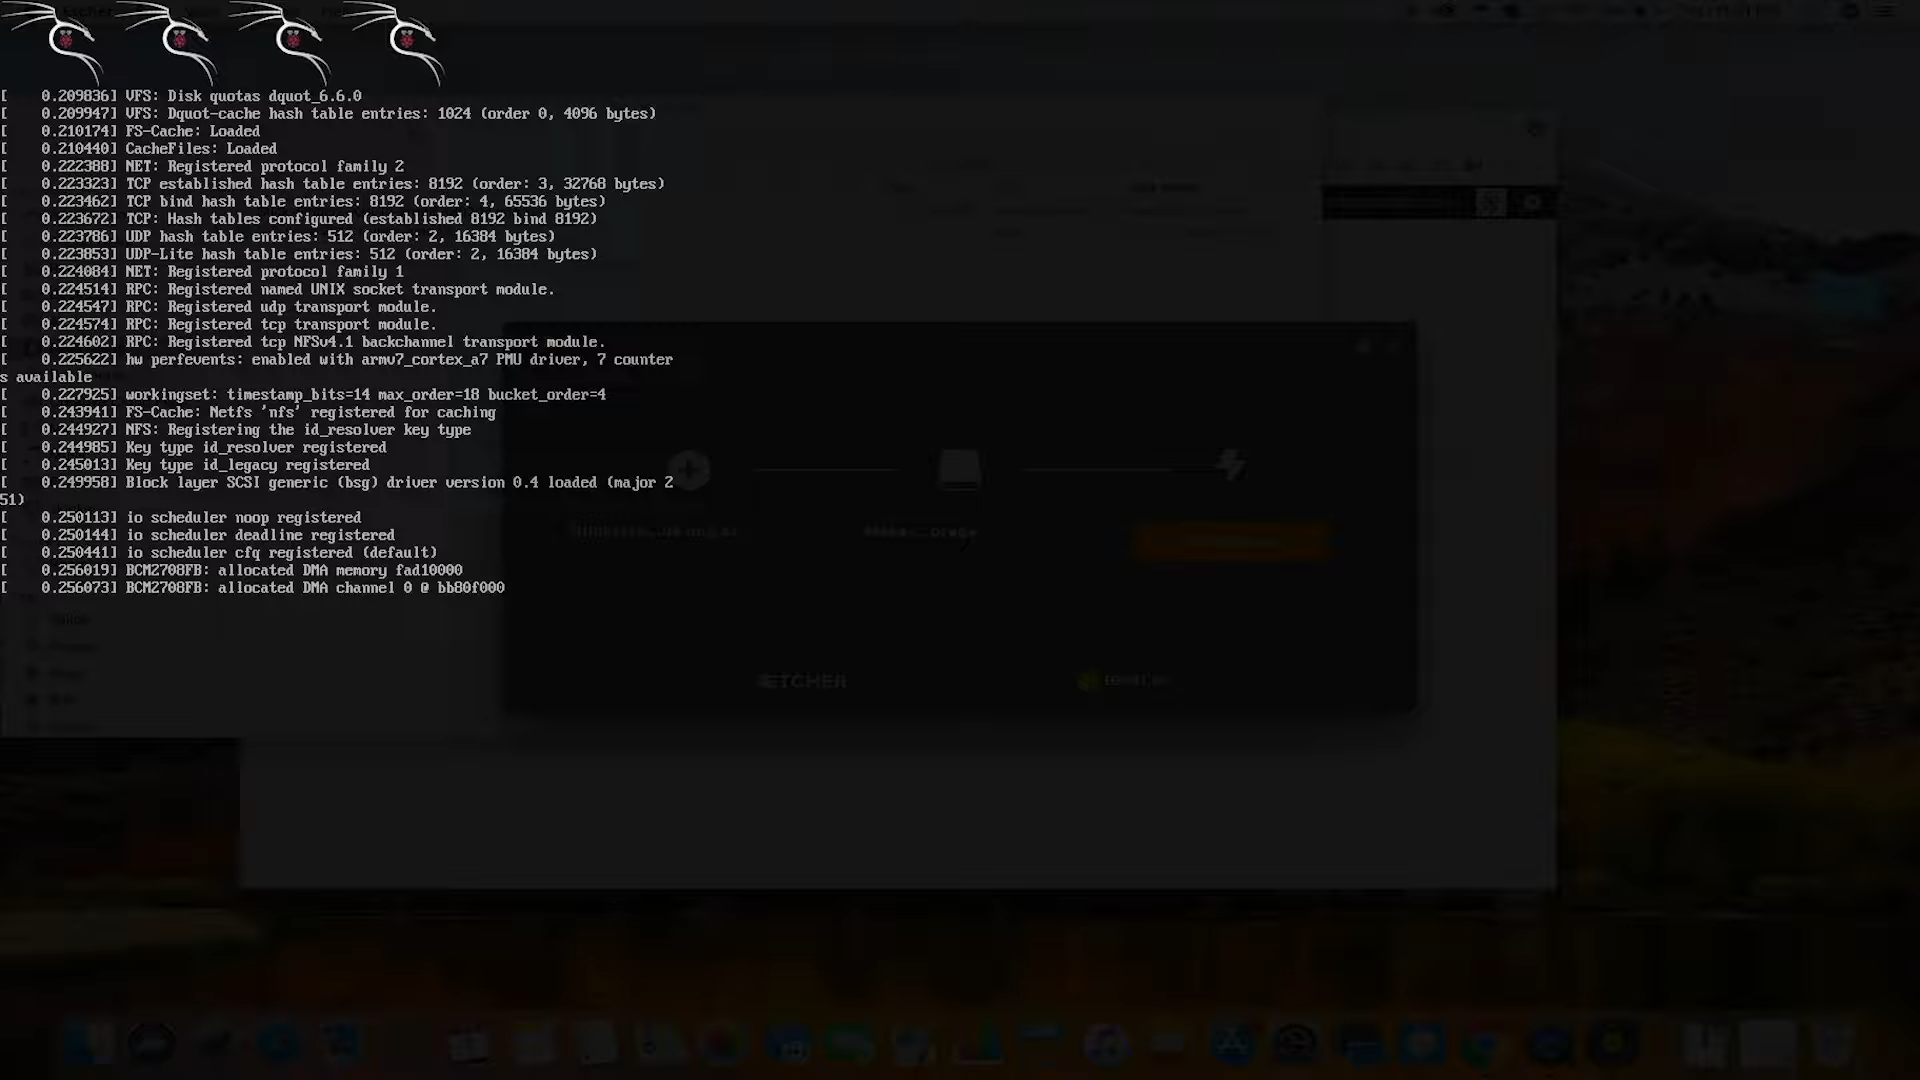 [    0.209836] VFS: Disk quotas dquot_6.6.0
[    0.209947] VFS: Dquot-cache hash table entries: 1024 (order 0, 4096 bytes)
[    0.210174] FS-Cache: Loaded
[    0.210440] CacheFiles: Loaded
[    0.222388] NET: Registered protocol family 2
[    0.223323] TCP established hash table entries: 8192 (order: 3, 32768 bytes)
[    0.223462] TCP bind hash table entries: 8192 (order: 4, 65536 bytes)
[    0.223672] TCP: Hash tables configured (established 8192 bind 8192)
[    0.223786] UDP hash table entries: 512 (order: 2, 16384 bytes)
[    0.223853] UDP-Lite hash table entries: 512 (order: 2, 16384 bytes)
[    0.224084] NET: Registered protocol family 1
[    0.224514] RPC: Registered named UNIX socket transport module.
[    0.224547] RPC: Registered udp transport module.
[    0.224574] RPC: Registered tcp transport module.
[    0.224602] RPC: Registered tcp NFSv4.1 backchannel transport module.
[    0.225622] hw perfevents: enabled with armv7_cortex_a7 PMU driver, 7 counter
s available
[    0.227925] workingset: timestamp_bits=14 max_order=18 bucket_order=4
[    0.243941] FS-Cache: Netfs 'nfs' registered for caching
[    0.244927] NFS: Registering the id_resolver key type
[    0.244985] Key type id_resolver registered
[    0.245013] Key type id_legacy registered
[    0.249958] Block layer SCSI generic (bsg) driver version 0.4 loaded (major 2
51)
[    0.250113] io scheduler noop registered
[    0.250144] io scheduler deadline registered
[    0.250441] io scheduler cfq registered (default)
[    0.256019] BCM2708FB: allocated DMA memory fad10000
[    0.256073] BCM2708FB: allocated DMA channel 0 @ bb80f000
ETCHER